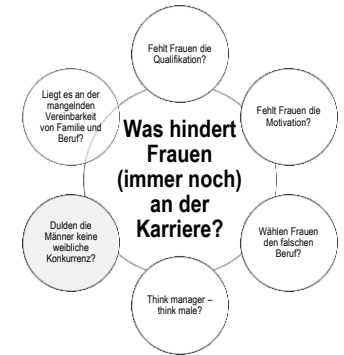 Fehlt Frauen die
Qualifikation?
Fehlt Frauen die
Motivation?
Wählen Frauen
den falschen
Beruf?
Think manager –
think male?
Dulden die
Männer keine
weibliche
Konkurrenz?
Liegt es an der
mangelnden
Vereinbarkeit
von Familie und
Beruf?
Was hindert
Frauen
(immer noch)
an der
Karriere?